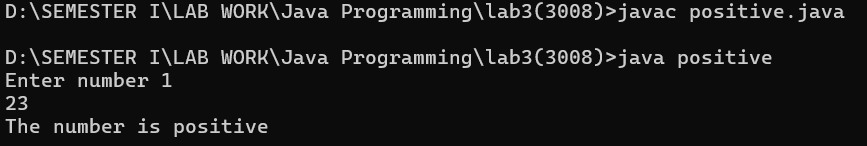 D:\SEMESTER I\LAB WORK\Java Programming\lab3(3008)>javac positive.java
D:\SEMESTER I\LAB WORK\Java Programming\lab3(3008)>java positive
Enter number 1
23
The number is positive